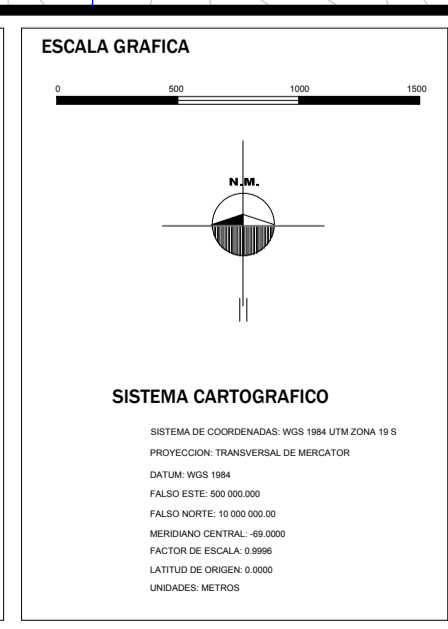 ESCALA GRAFICA
0 500 1000 1500
N.M.
SISTEMA CARTOGRAFICO
SISTEMA DE COORDENADAS: WGS 1984 UTM ZONA 19 S
PROYECCION: TRANSVERSAL DE MERCATOR
DATUM: WGS 1984
FALSO ESTE: 500 000.000
FALSO NORTE: 10 000 000.00
MERIDIANO CENTRAL: -69.0000
FACTOR DE ESCALA: 0.9996
LATITUD DE ORIGEN: 0.0000
UNIDADES: METROS